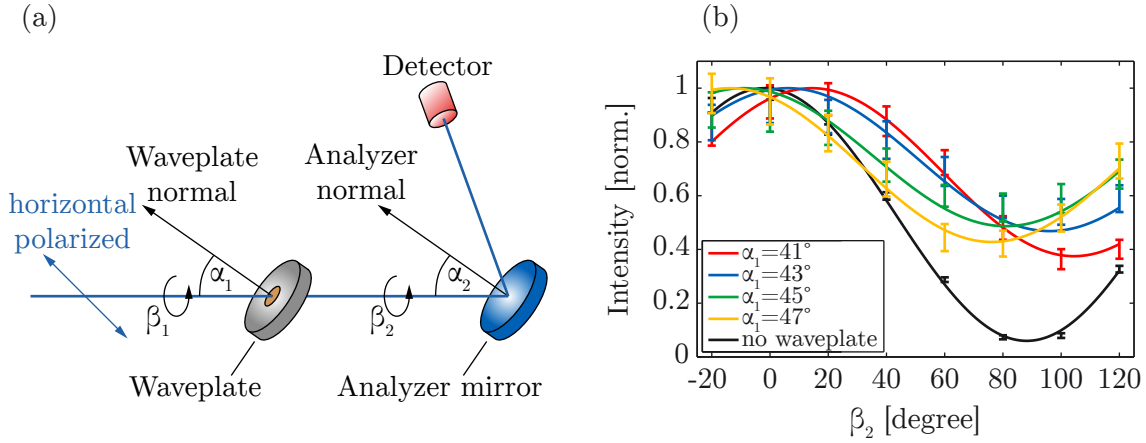 (a)
Detector
Waveplate
normal
Analyzer
normal
horizontal
polarized
α₁
α₂
β₁
β₂
Waveplate
Analyzer mirror
(b)
Intensity [norm.]
1
0.8
0.6
0.4
0.2
0
α₁=41°
α₁=43°
α₁=45°
α₁=47°
no waveplate
-20 0 20 40 60 80 100 120
β₂ [degree]